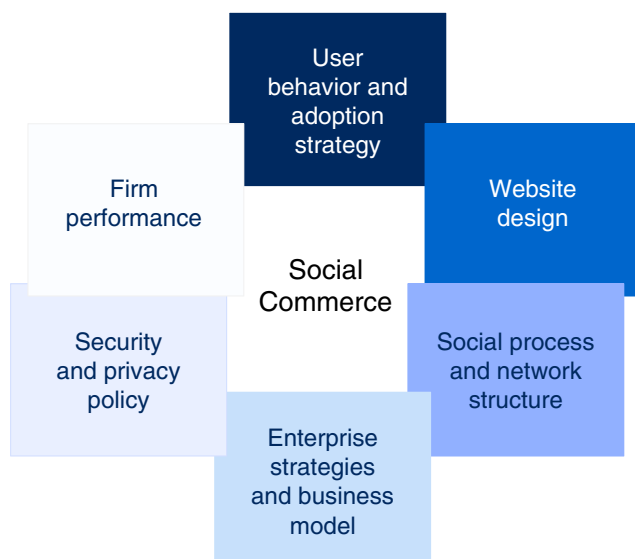 User
behavior and
adoption
strategy
Website
design
Social process
and network
structure
Enterprise
strategies
and business
model
Security
and privacy
policy
Firm
performance
Social
Commerce